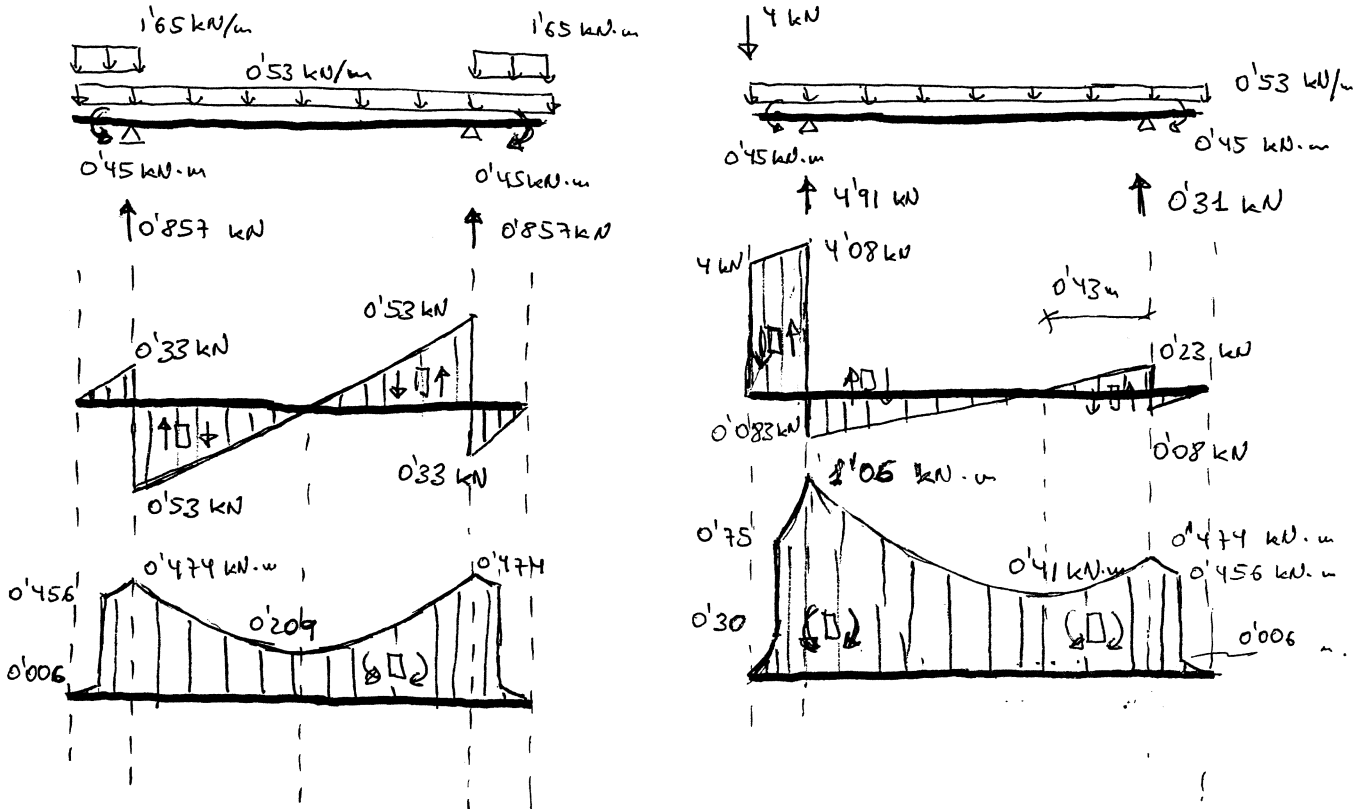 1'65 kN/m
1'65 kN·m
0'53 kN/m
0'45 kN·m
0'45 kN·m
0'857 kN
0'857 kN
0'53 kN
0'33 kN
0'33 kN
0'53 kN
0'474 kN·m
0'474
0'456
0'209
0'006
4 kN
0'53 kN/m
0'45 kN·m
0'45 kN·m
4'91 kN
0'31 kN
4 kN
4'08 kN
0'43 m
0'23 kN
0'083 kN
0'08 kN
1'06 kN·m
0'75
0'474 kN·m
0'41 kN·m
0'456 kN·m
0'30
0'006 m.